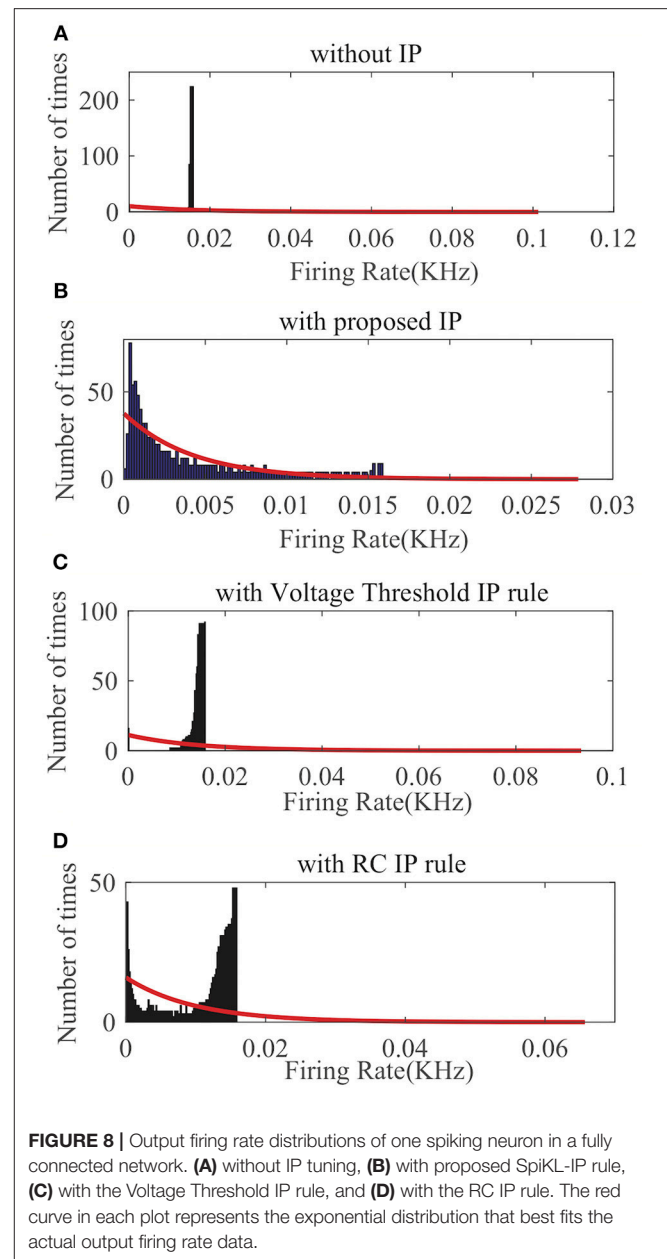 A
without IP
Number of times
200
100
0
0 0.02 0.04 0.06 0.08 0.1 0.12
Firing Rate(KHz)
B
with proposed IP
Number of times
50
0
0 0.005 0.01 0.015 0.02 0.025 0.03
Firing Rate(KHz)
C
with Voltage Threshold IP rule
Number of times
100
50
0
0 0.02 0.04 0.06 0.08 0.1
Firing Rate(KHz)
D
with RC IP rule
Number of times
50
0
0 0.02 0.04 0.06
Firing Rate(KHz)
FIGURE 8 | Output firing rate distributions of one spiking neuron in a fully
connected network. (A) without IP tuning, (B) with proposed SpiKL-IP rule,
(C) with the Voltage Threshold IP rule, and (D) with the RC IP rule. The red
curve in each plot represents the exponential distribution that best fits the
actual output firing rate data.